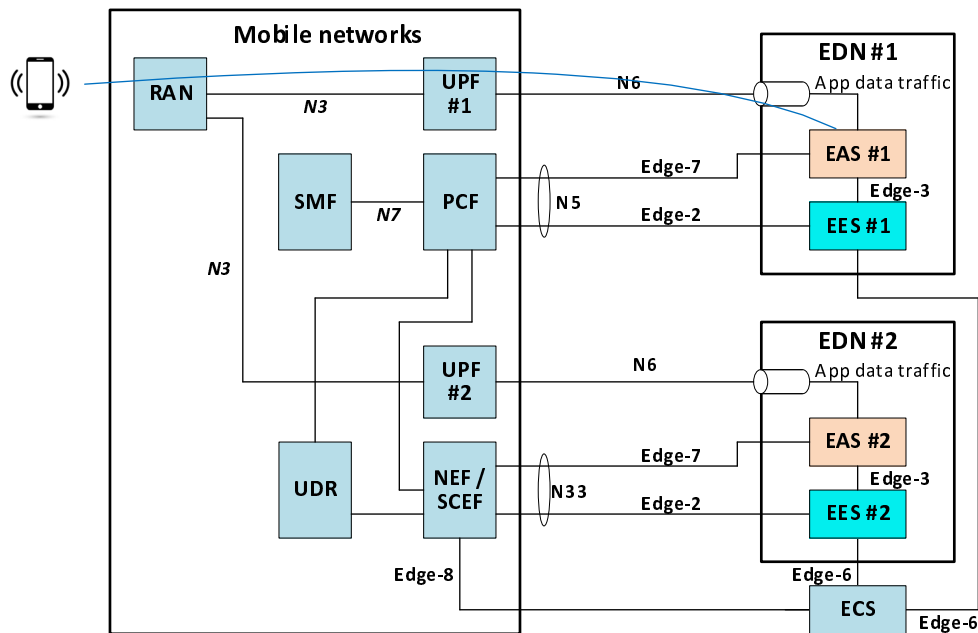 Mobile networks
EDN #1
RAN
N3
UPF
#1
N6
App data traffic
EAS #1
Edge-7
Edge-3
SMF
N7
PCF
N5
Edge-2
EES #1
N3
EDN #2
UPF
#2
N6
App data traffic
EAS #2
Edge-7
Edge-3
UDR
NEF /
SCEF
N33
Edge-2
EES #2
Edge-8
Edge-6
ECS
Edge-6